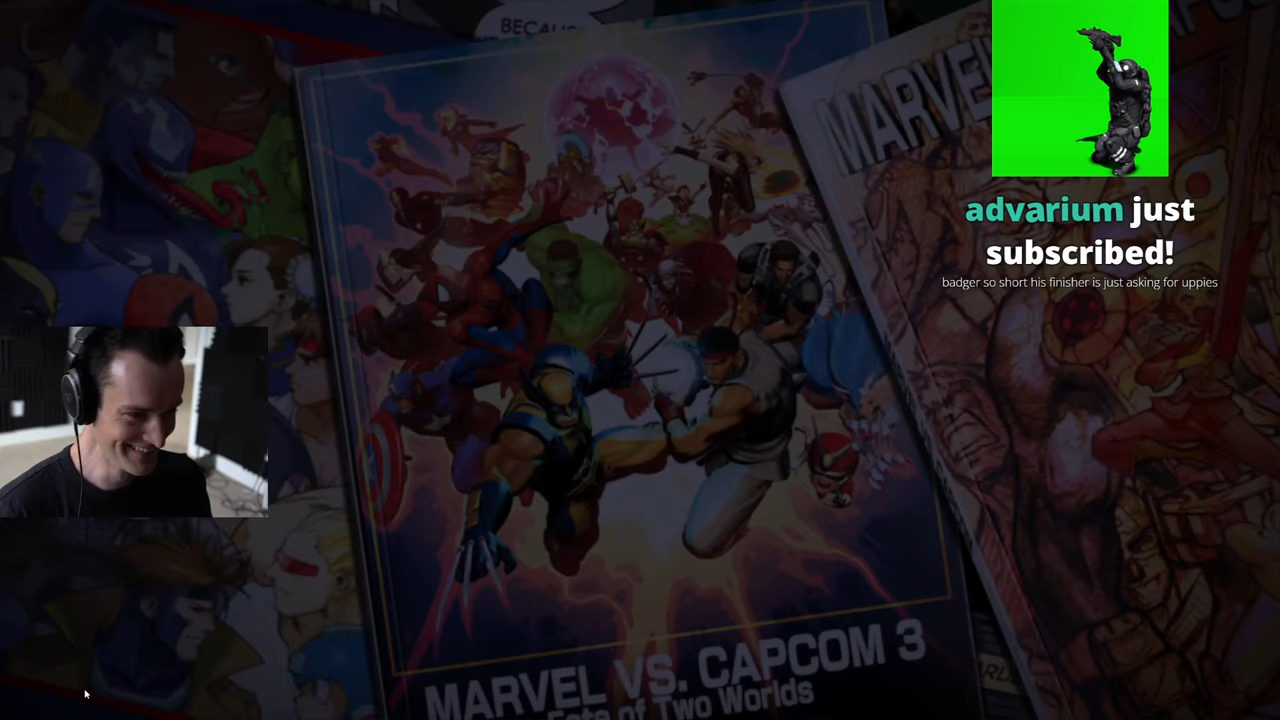 BECAUSE
MARVEL
advarium just
subscribed!
badger so short his finisher is just asking for uppies
MARVEL VS. CAPCOM 3
Fate of Two Worlds